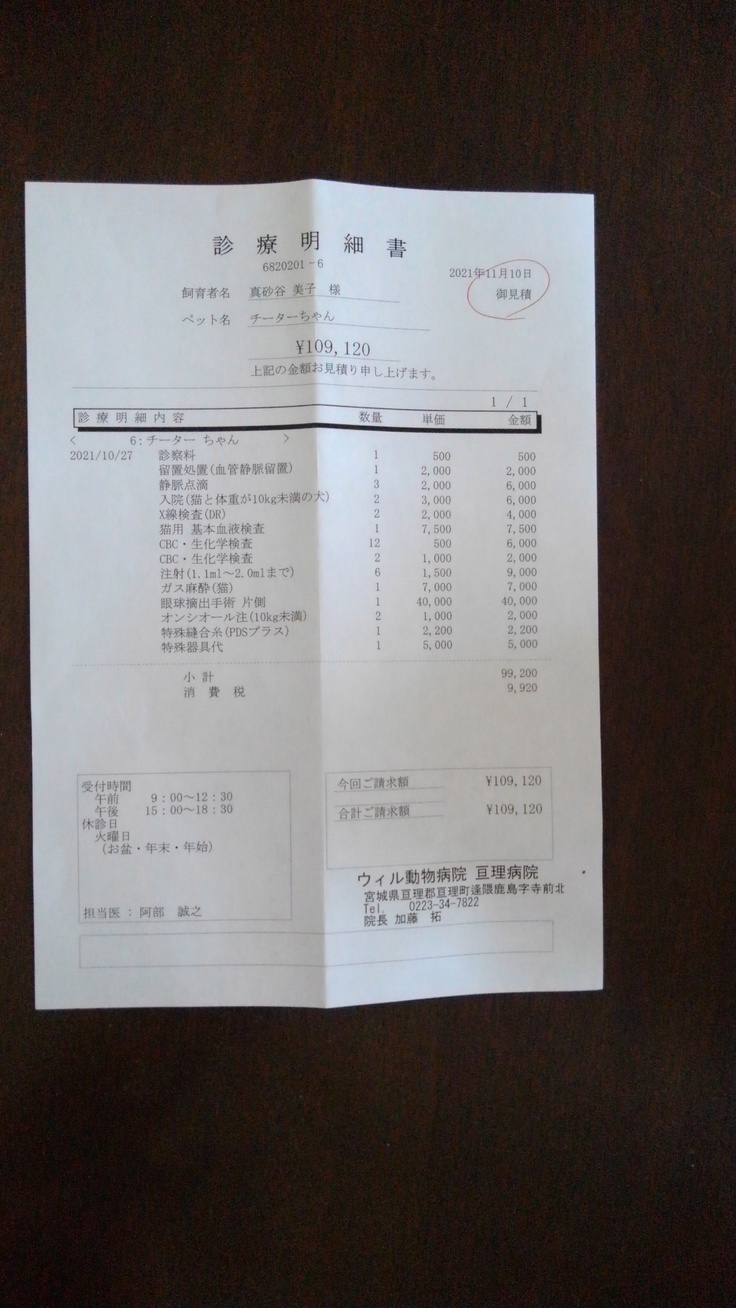 診療明細書
6820201-6
2021年11月10日
御見積
飼育者名 真砂谷 美子 様
ペット名 チーターちゃん
¥109,120
上記の金額お見積り申し上げます。
1 / 1
診療明細内容 数量 単価 金額
< 6:チーター ちゃん >
2021/10/27 診察料 1 500 500
留置処置(血管静脈留置) 1 2,000 2,000
静脈点滴 3 2,000 6,000
入院(猫と体重が10kg未満の犬) 2 3,000 6,000
X線検査(DR) 2 2,000 4,000
猫用 基本血液検査 1 7,500 7,500
CBC・生化学検査 12 500 6,000
CBC・生化学検査 2 1,000 2,000
注射(1.1ml～2.0mlまで) 6 1,500 9,000
ガス麻酔(猫) 1 7,000 7,000
眼球摘出手術 片側 1 40,000 40,000
オンシオール注(10kg未満) 2 1,000 2,000
特殊縫合糸(PDSプラス) 1 2,200 2,200
特殊器具代 1 5,000 5,000
小計 99,200
消費税 9,920
受付時間
午前 9:00～12:30
午後 15:00～18:30
休診日
火曜日
(お盆・年末・年始)
担当医 : 阿部 誠之
今回ご請求額 ¥109,120
合計ご請求額 ¥109,120
ウィル動物病院 亘理病院
宮城県亘理郡亘理町逢隈鹿島字寺前北
Tel. 0223-34-7822
院長 加藤 拓